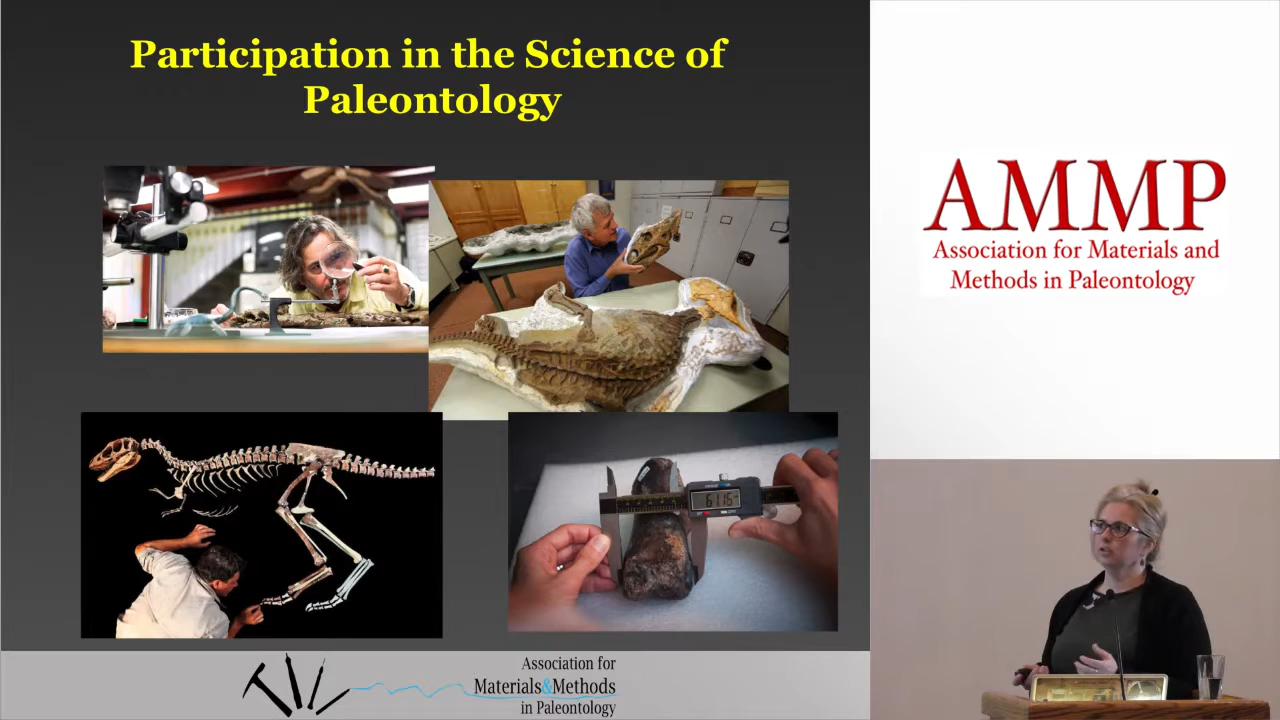 Participation in the Science of
Paleontology
AMMP
Association for Materials and
Methods in Paleontology
6115
Association for
Materials&Methods
in Paleontology